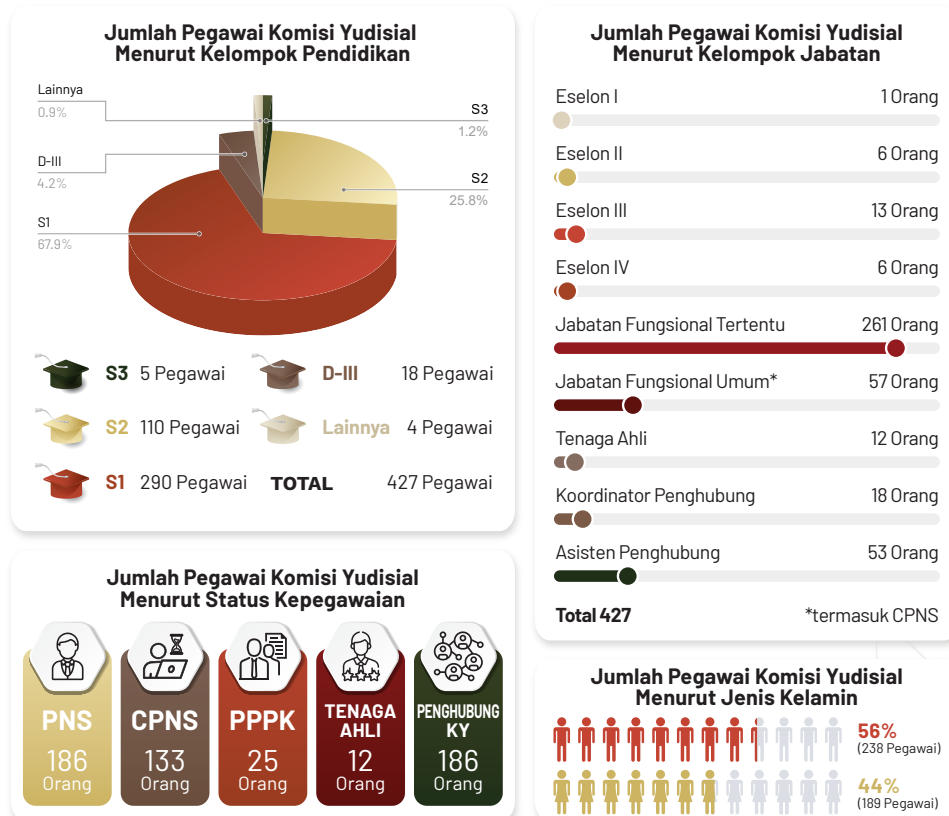 Jumlah Pegawai Komisi Yudisial
Menurut Kelompok Pendidikan
Lainnya
0.9%
D-III
4.2%
S1
67.9%
S3
1.2%
S2
25.8%
S3 5 Pegawai
D-III 18 Pegawai
S2 110 Pegawai
Lainnya 4 Pegawai
S1 290 Pegawai
TOTAL 427 Pegawai
Jumlah Pegawai Komisi Yudisial
Menurut Status Kepegawaian
PNS
186
Orang
CPNS
133
Orang
PPPK
25
Orang
TENAGA
AHLI
12
Orang
PENGHUBUNG
KY
186
Orang
Jumlah Pegawai Komisi Yudisial
Menurut Kelompok Jabatan
Eselon I 1 Orang
Eselon II 6 Orang
Eselon III 13 Orang
Eselon IV 6 Orang
Jabatan Fungsional Tertentu 261 Orang
Jabatan Fungsional Umum* 57 Orang
Tenaga Ahli 12 Orang
Koordinator Penghubung 18 Orang
Asisten Penghubung 53 Orang
Total 427 *termasuk CPNS
Jumlah Pegawai Komisi Yudisial
Menurut Jenis Kelamin
56%
(238 Pegawai)
44%
(189 Pegawai)